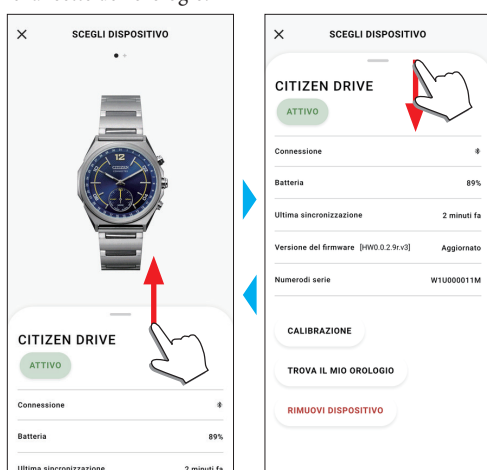 SCEGLI DISPOSITIVO
CITIZEN DRIVE
ATTIVO
Connessione
Batteria 89%
Ultima sincronizzazione 2 minuti fa
SCEGLI DISPOSITIVO
CITIZEN DRIVE
ATTIVO
Connessione
Batteria 89%
Ultima sincronizzazione 2 minuti fa
Versione del firmware [HW0.0.2.9r.v3] Aggiornato
Numerodi serie W1U000011M
CALIBRAZIONE
TROVA IL MIO OROLOGIO
RIMUOVI DISPOSITIVO